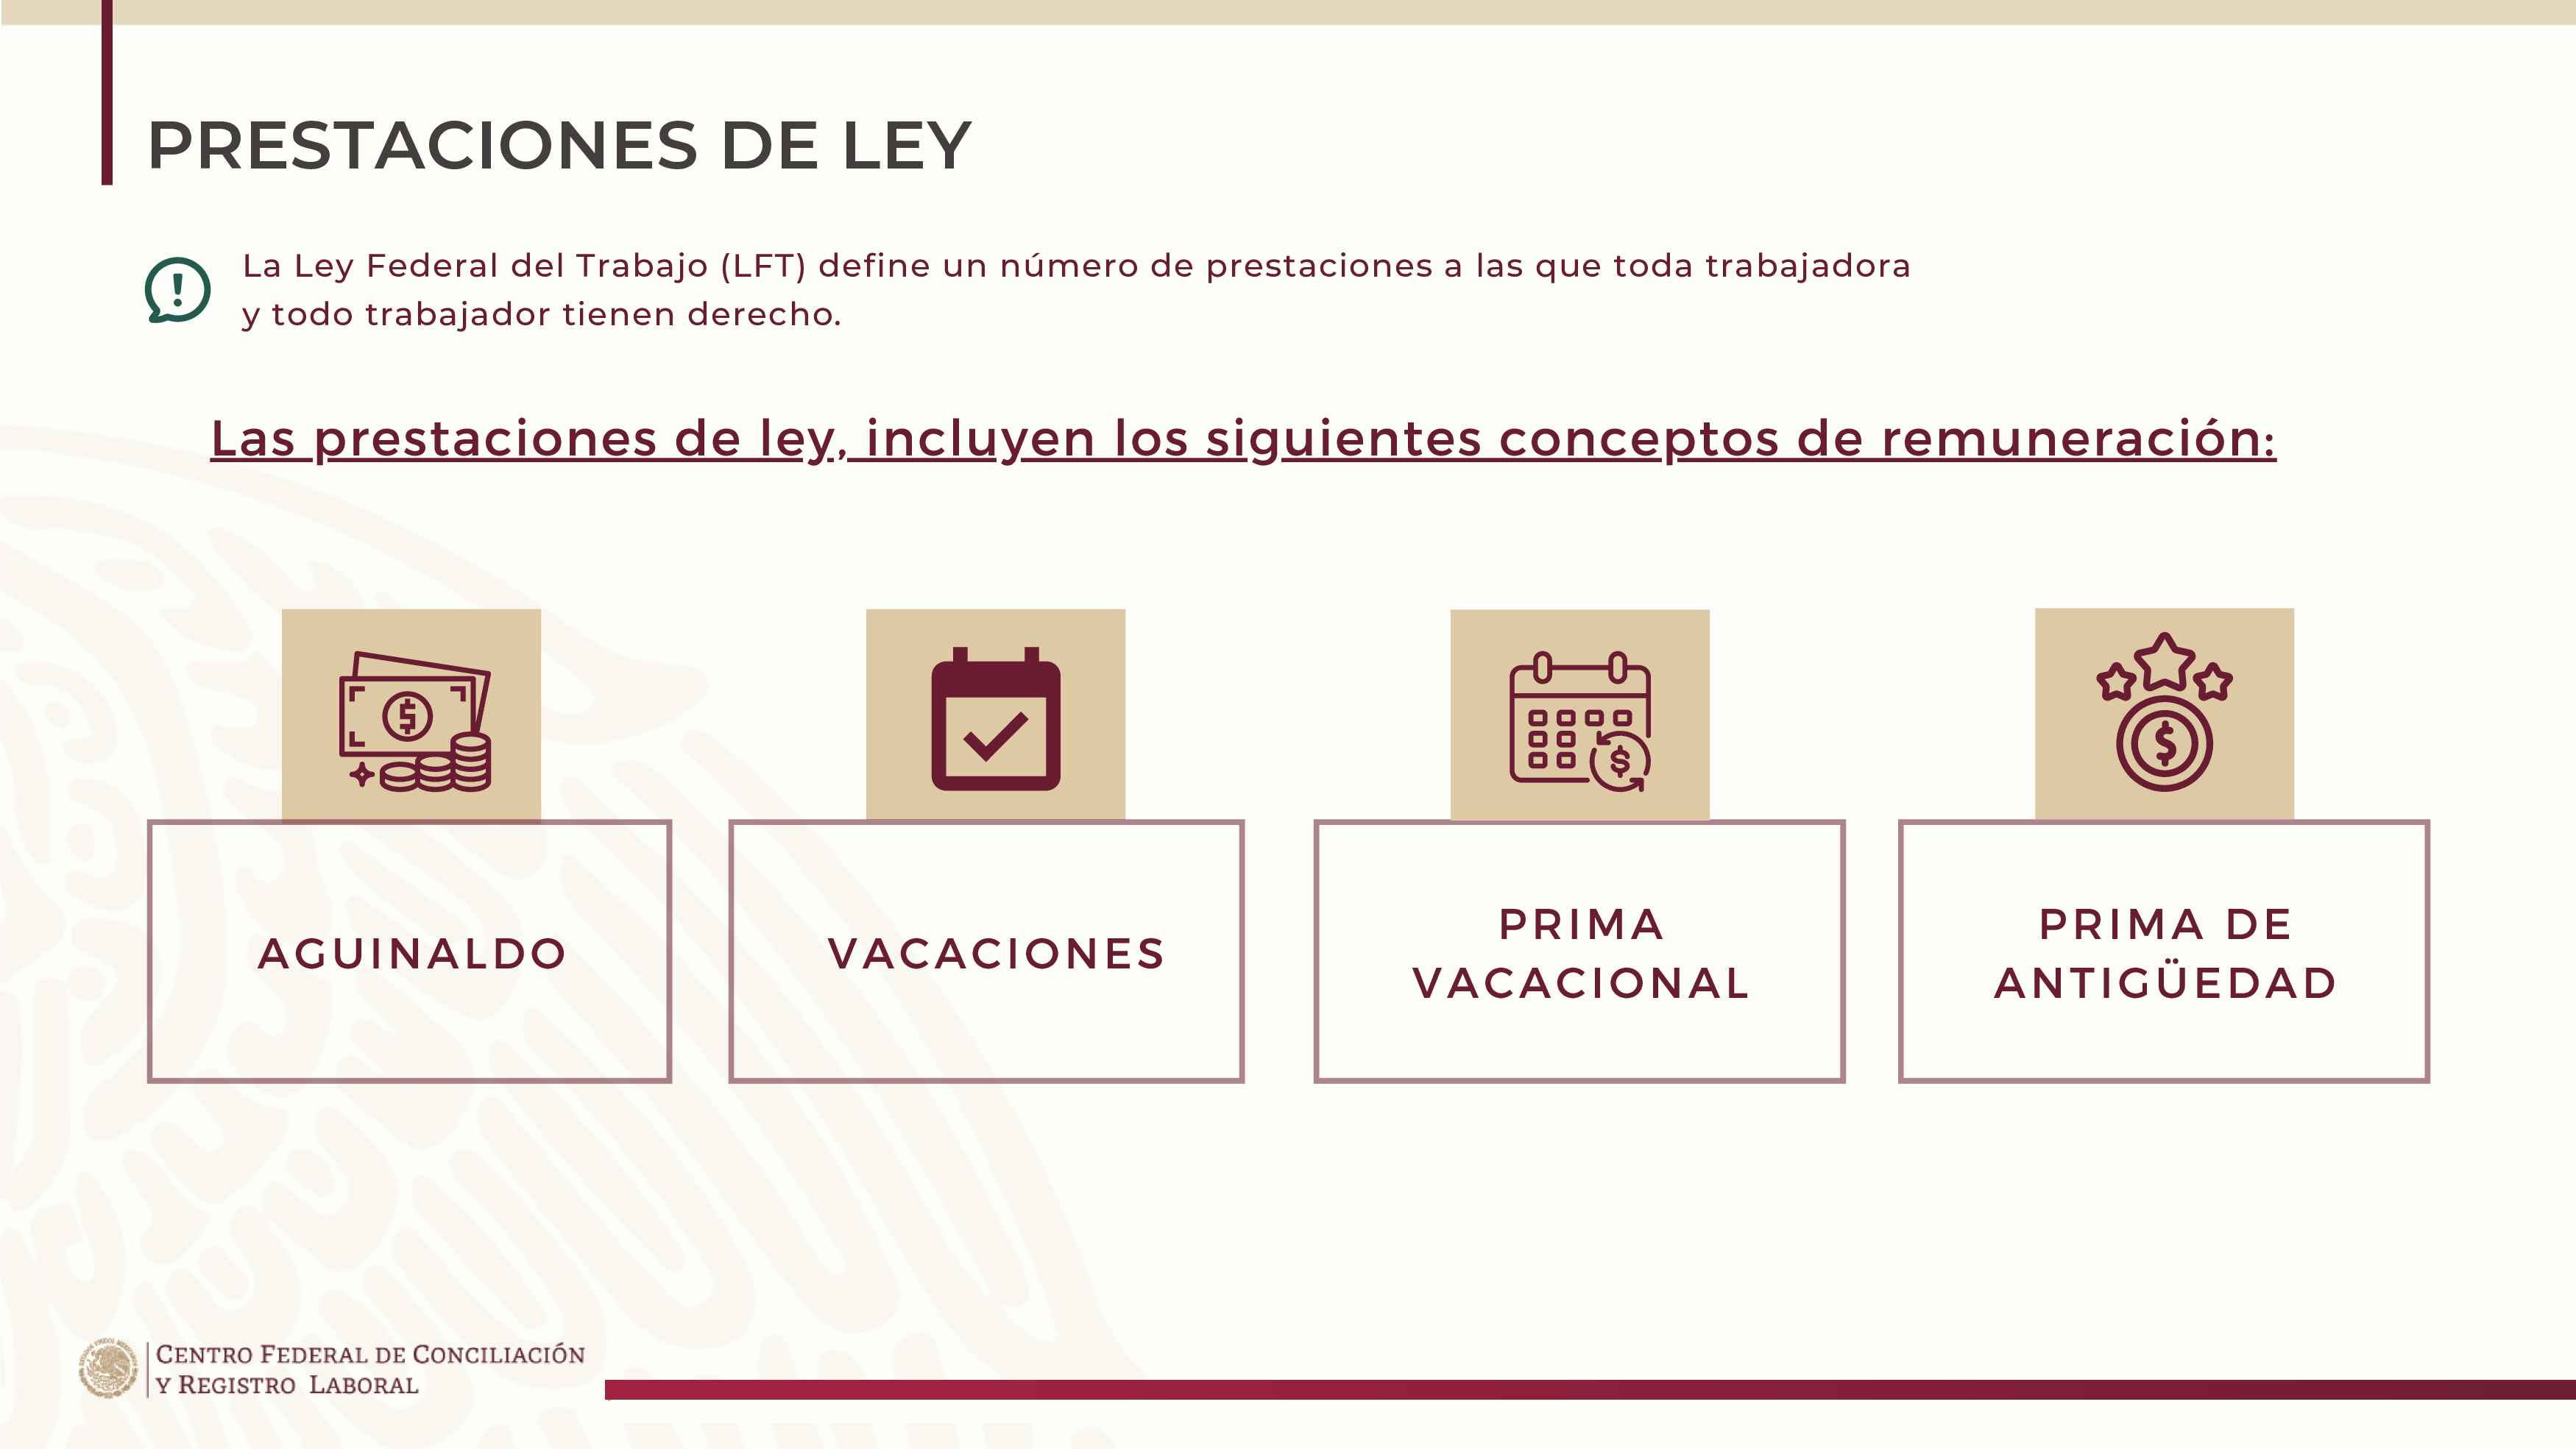 PRESTACIONES DE LEY
La Ley Federal del Trabajo (LFT) define un número de prestaciones a las que toda trabajadora
y todo trabajador tienen derecho.
Las prestaciones de ley, incluyen los siguientes conceptos de remuneración:
AGUINALDO
VACACIONES
PRIMA
VACACIONAL
PRIMA DE
ANTIGÜEDAD
CENTRO FEDERAL DE CONCILIACIÓN
Y REGISTRO LABORAL